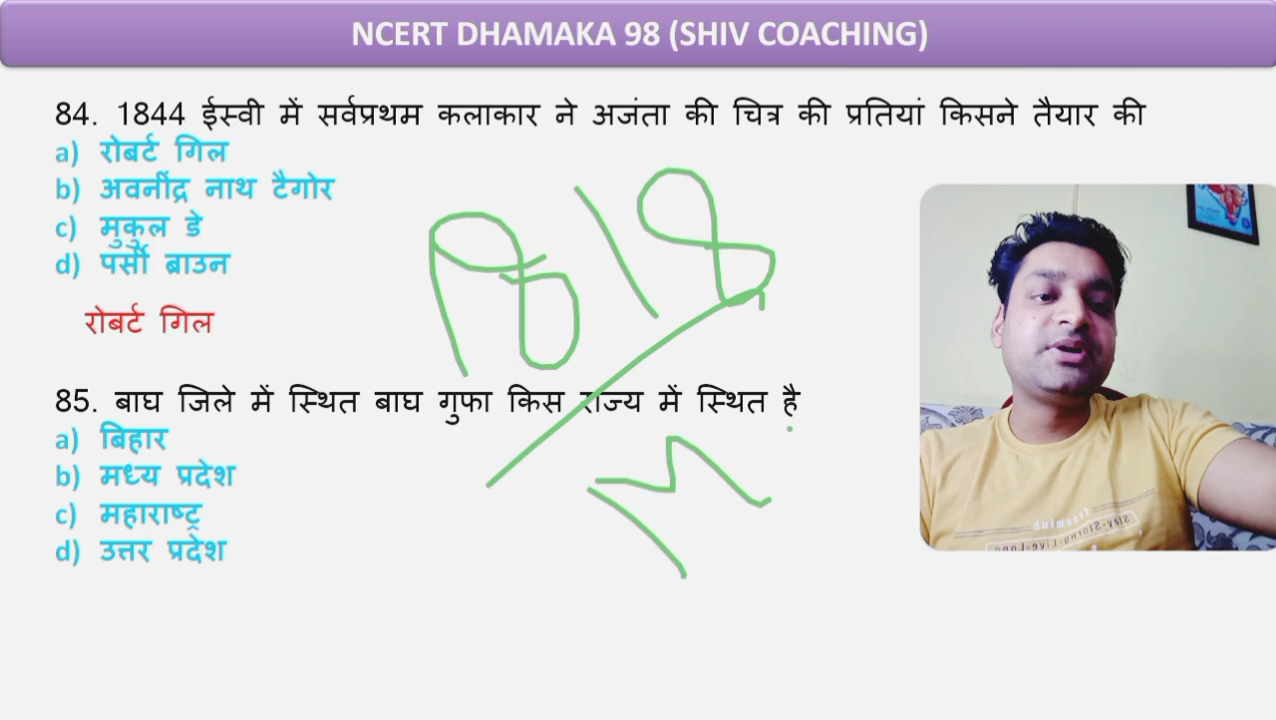 NCERT DHAMAKA 98 (SHIV COACHING)
84. 1844 ईस्वी में सर्वप्रथम कलाकार ने अजंता की चित्र की प्रतियां किसने तैयार की
a) रोबर्ट गिल
b) अवनींद्र नाथ टैगोर
c) मुकुल डे
d) पर्सी ब्राउन
रोबर्ट गिल
85. बाघ जिले में स्थित बाघ गुफा किस राज्य में स्थित है
a) बिहार
b) मध्य प्रदेश
c) महाराष्ट्र
d) उत्तर प्रदेश